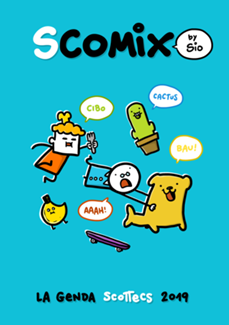 SCOMIX
by
Sio
CIBO
CACTUS
BAU!
AAAH!
LA GENDA SCOTTECS 2019